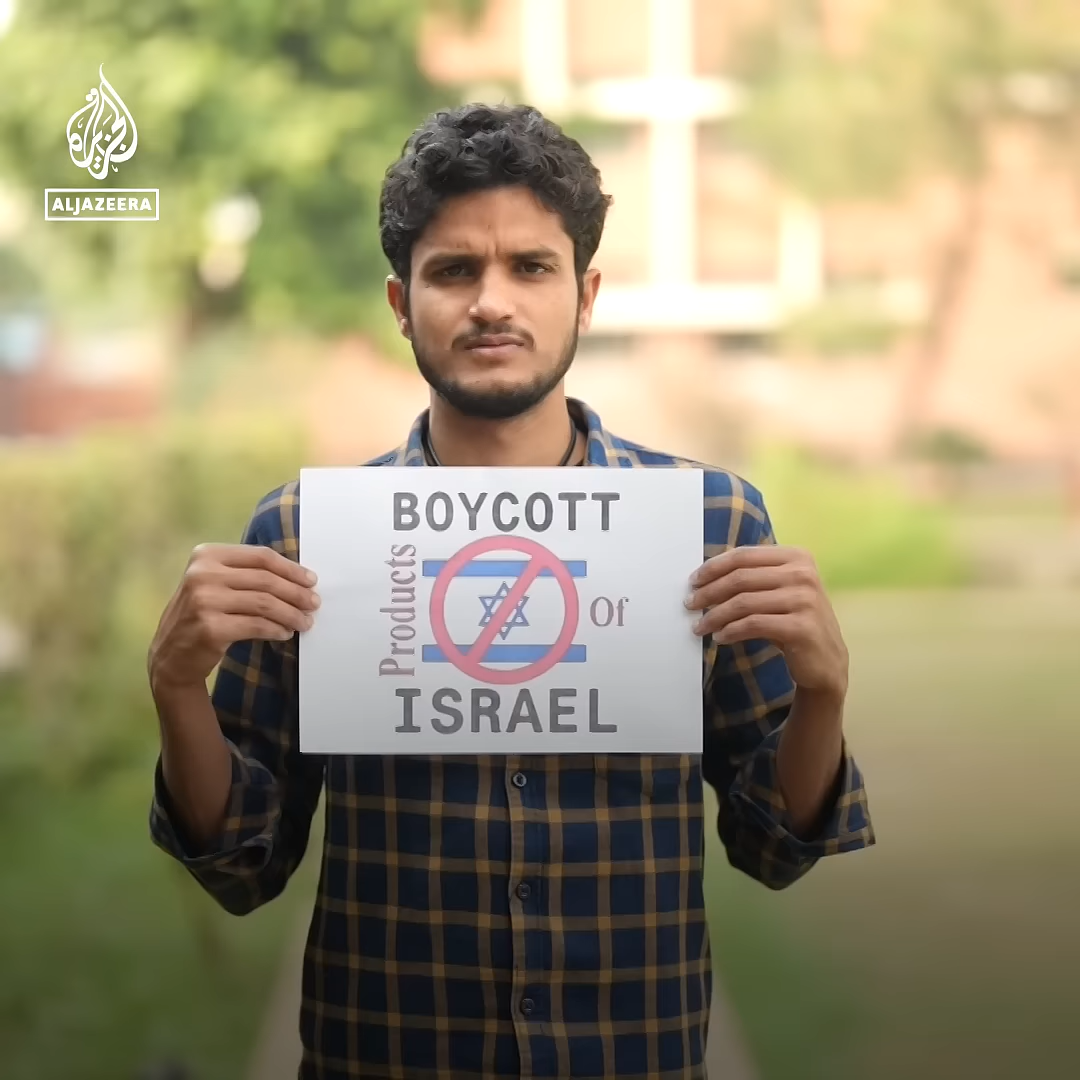 الجزيرة
ALJAZEERA
BOYCOTT
Products
Of
ISRAEL